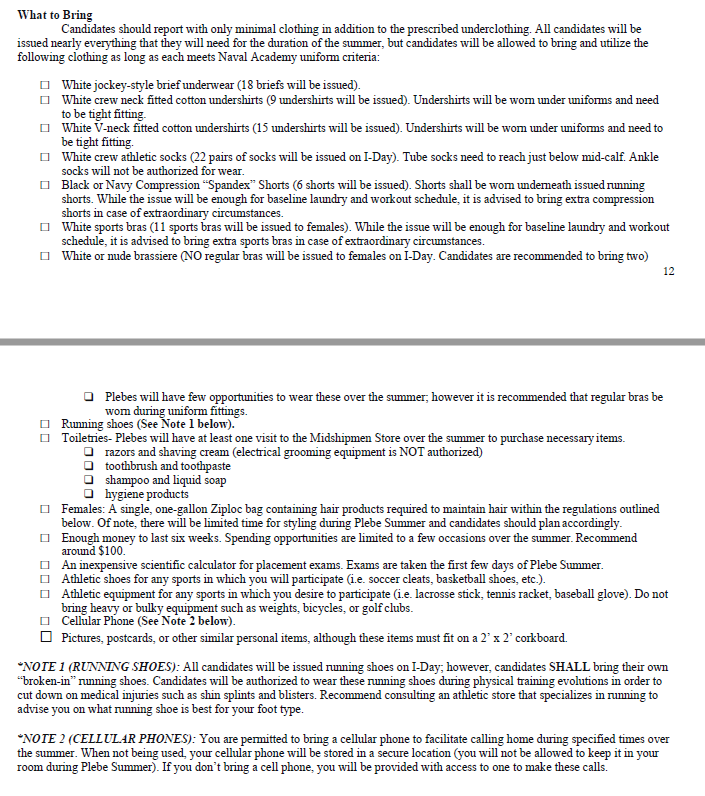 What to Bring
Candidates should report with only minimal clothing in addition to the prescribed underclothing. All candidates will be
issued nearly everything that they will need for the duration of the summer, but candidates will be allowed to bring and utilize the
following clothing as long as each meets Naval Academy uniform criteria:
☐ White jockey-style brief underwear (18 briefs will be issued).
☐ White crew neck fitted cotton undershirts (9 undershirts will be issued). Undershirts will be worn under uniforms and need
to be tight fitting.
☐ White V-neck fitted cotton undershirts (15 undershirts will be issued). Undershirts will be worn under uniforms and need to
be tight fitting.
☐ White crew athletic socks (22 pairs of socks will be issued on I-Day). Tube socks need to reach just below mid-calf. Ankle
socks will not be authorized for wear.
☐ Black or Navy Compression “Spandex” Shorts (6 shorts will be issued). Shorts shall be worn underneath issued running
shorts. While the issue will be enough for baseline laundry and workout schedule, it is advised to bring extra compression
shorts in case of extraordinary circumstances.
☐ White sports bras (11 sports bras will be issued to females). While the issue will be enough for baseline laundry and workout
schedule, it is advised to bring extra sports bras in case of extraordinary circumstances.
☐ White or nude brassiere (NO regular bras will be issued to females on I-Day. Candidates are recommended to bring two)
12
❑ Plebes will have few opportunities to wear these over the summer; however it is recommended that regular bras be
worn during uniform fittings.
☐ Running shoes (See Note 1 below).
☐ Toiletries- Plebes will have at least one visit to the Midshipmen Store over the summer to purchase necessary items.
❑ razors and shaving cream (electrical grooming equipment is NOT authorized)
❑ toothbrush and toothpaste
❑ shampoo and liquid soap
❑ hygiene products
☐ Females: A single, one-gallon Ziploc bag containing hair products required to maintain hair within the regulations outlined
below. Of note, there will be limited time for styling during Plebe Summer and candidates should plan accordingly.
☐ Enough money to last six weeks. Spending opportunities are limited to a few occasions over the summer. Recommend
around $100.
☐ An inexpensive scientific calculator for placement exams. Exams are taken the first few days of Plebe Summer.
☐ Athletic shoes for any sports in which you will participate (i.e. soccer cleats, basketball shoes, etc.).
☐ Athletic equipment for any sports in which you desire to participate (i.e. lacrosse stick, tennis racket, baseball glove). Do not
bring heavy or bulky equipment such as weights, bicycles, or golf clubs.
☐ Cellular Phone (See Note 2 below).
☐ Pictures, postcards, or other similar personal items, although these items must fit on a 2’ x 2’ corkboard.
*NOTE 1 (RUNNING SHOES): All candidates will be issued running shoes on I-Day; however, candidates SHALL bring their own
“broken-in” running shoes. Candidates will be authorized to wear these running shoes during physical training evolutions in order to
cut down on medical injuries such as shin splints and blisters. Recommend consulting an athletic store that specializes in running to
advise you on what running shoe is best for your foot type.
*NOTE 2 (CELLULAR PHONES): You are permitted to bring a cellular phone to facilitate calling home during specified times over
the summer. When not being used, your cellular phone will be stored in a secure location (you will not be allowed to keep it in your
room during Plebe Summer). If you don’t bring a cell phone, you will be provided with access to one to make these calls.